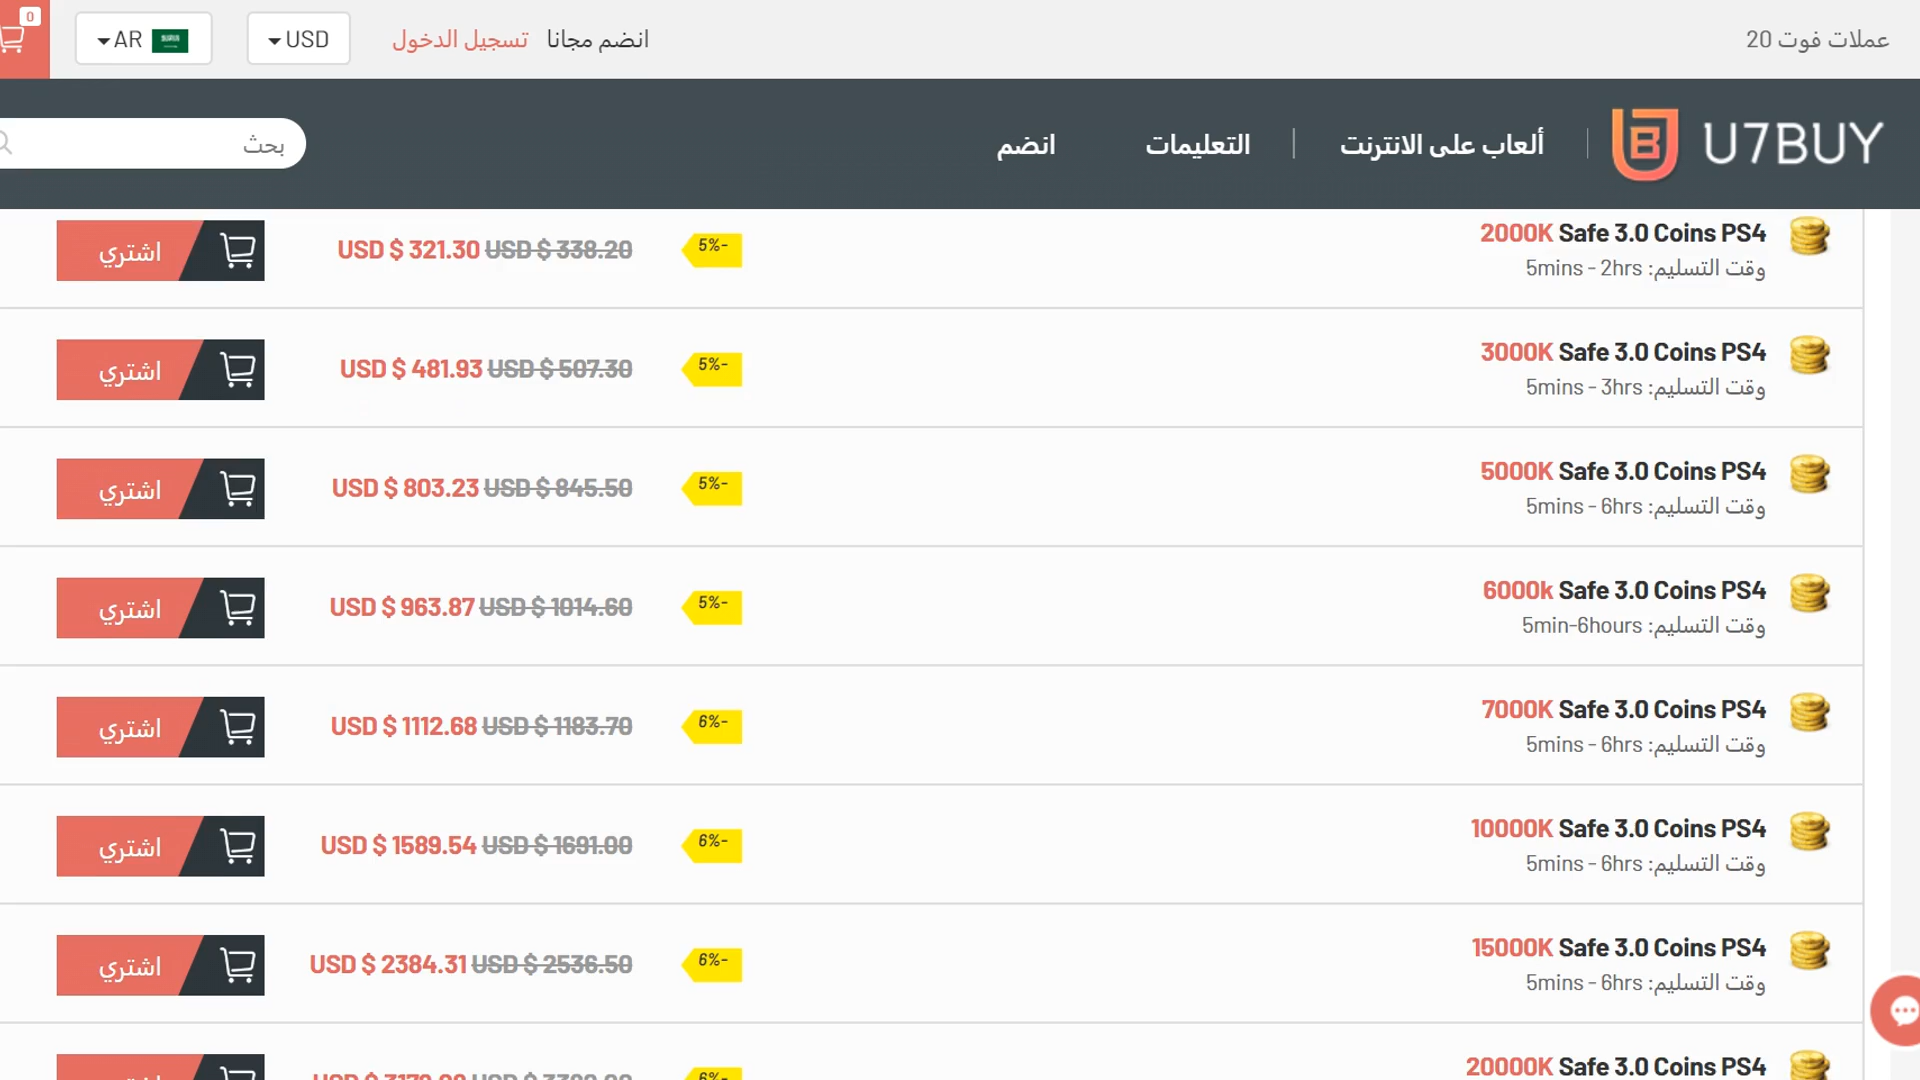 عملات فوت 20
انضم مجانا
تسجيل الدخول
USD
AR
0
U7BUY
ألعاب على الانترنت
التعليمات
انضم
بحث
2000K Safe 3.0 Coins PS4
وقت التسليم: 5mins - 2hrs
5%-
USD $ 321.30 USD $ 338.20
اشتري
3000K Safe 3.0 Coins PS4
وقت التسليم: 5mins - 3hrs
5%-
USD $ 481.93 USD $ 507.30
اشتري
5000K Safe 3.0 Coins PS4
وقت التسليم: 5mins - 6hrs
5%-
USD $ 803.23 USD $ 845.50
اشتري
6000k Safe 3.0 Coins PS4
وقت التسليم: 5min-6hours
5%-
USD $ 963.87 USD $ 1014.60
اشتري
7000K Safe 3.0 Coins PS4
وقت التسليم: 5mins - 6hrs
6%-
USD $ 1112.68 USD $ 1183.70
اشتري
10000K Safe 3.0 Coins PS4
وقت التسليم: 5mins - 6hrs
6%-
USD $ 1589.54 USD $ 1691.00
اشتري
15000K Safe 3.0 Coins PS4
وقت التسليم: 5mins - 6hrs
6%-
USD $ 2384.31 USD $ 2536.50
اشتري
20000K Safe 3.0 Coins PS4
6%-